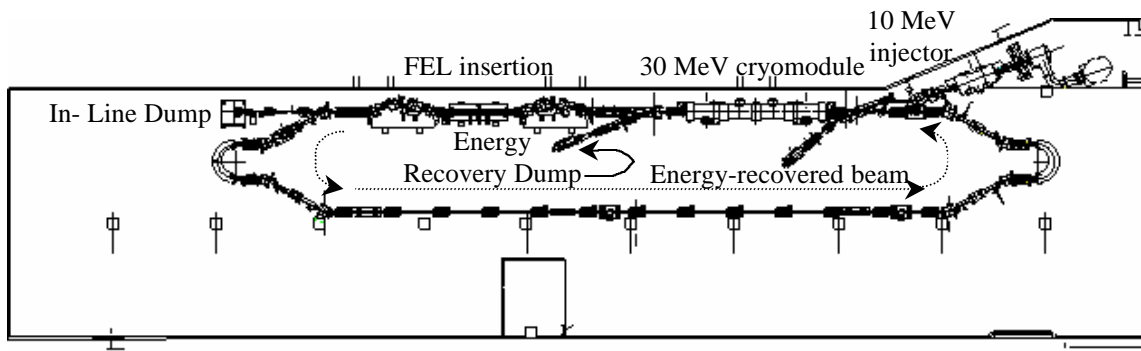 10 MeV
injector
FEL insertion
30 MeV cryomodule
In- Line Dump
Energy
Recovery Dump
Energy-recovered beam